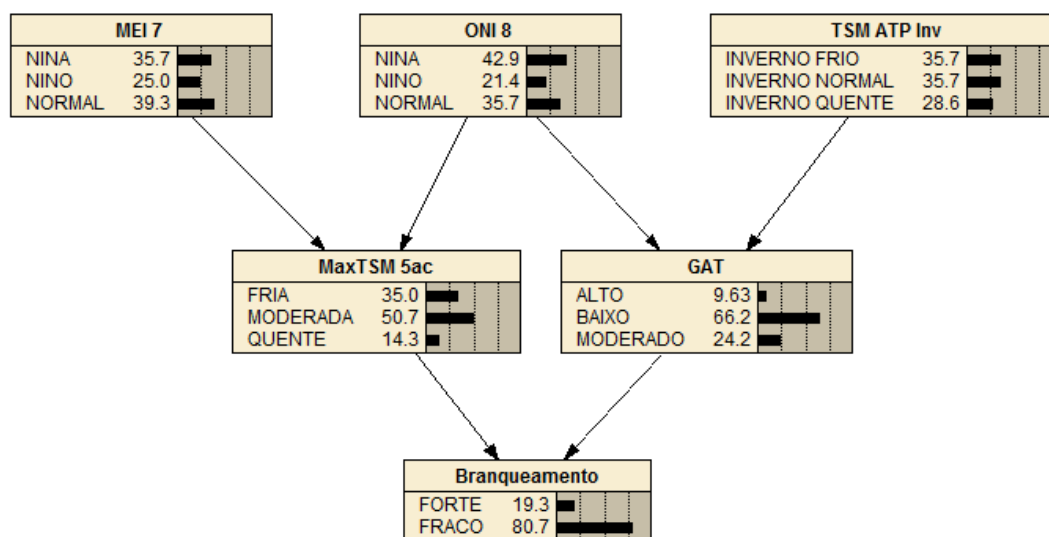 MEI 7
NINA 35.7
NINO 25.0
NORMAL 39.3
ONI 8
NINA 42.9
NINO 21.4
NORMAL 35.7
TSM ATP Inv
INVERNO FRIO 35.7
INVERNO NORMAL 35.7
INVERNO QUENTE 28.6
MaxTSM 5ac
FRIA 35.0
MODERADA 50.7
QUENTE 14.3
GAT
ALTO 9.63
BAIXO 66.2
MODERADO 24.2
Branqueamento
FORTE 19.3
FRACO 80.7